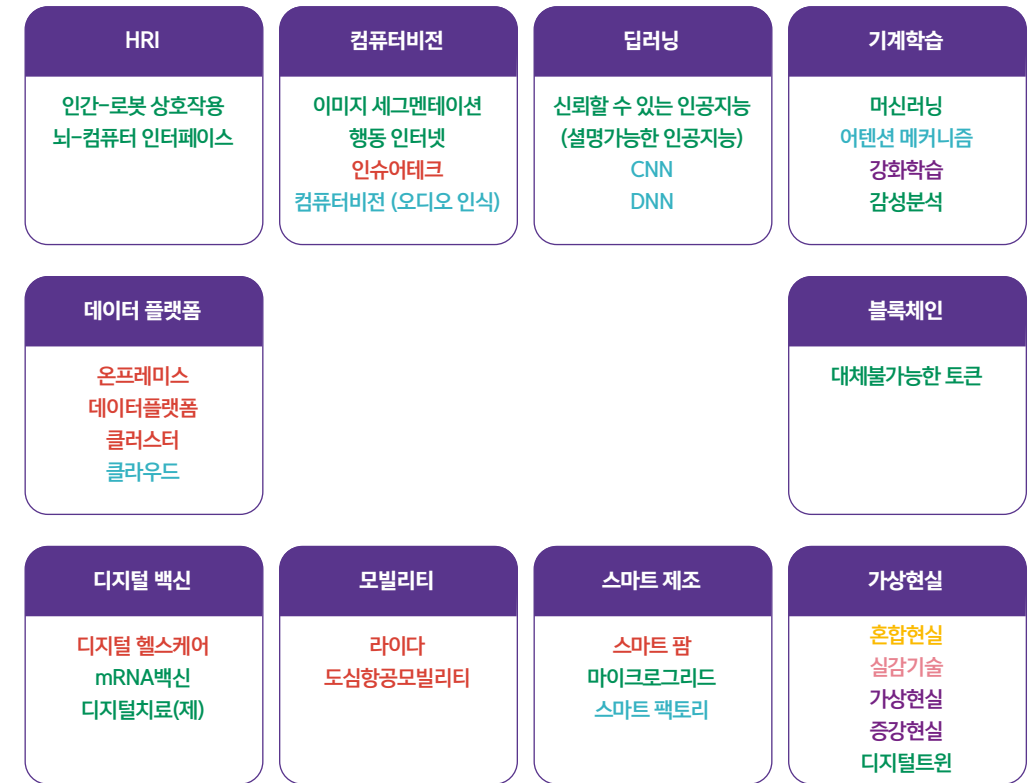 HRI
인간-로봇 상호작용
뇌-컴퓨터 인터페이스
컴퓨터비전
이미지 세그멘테이션
행동 인터넷
인슈어테크
컴퓨터비전 (오디오 인식)
딥러닝
신뢰할 수 있는 인공지능
(셜명가능한 인공지능)
CNN
DNN
기계학습
머신러닝
어텐션 메커니즘
강화학습
감성분석
데이터 플랫폼
온프레미스
데이터플랫폼
클러스터
클라우드
블록체인
대체불가능한 토큰
디지털 백신
디지털 헬스케어
mRNA백신
디지털치료(제)
모빌리티
라이다
도심항공모빌리티
스마트 제조
스마트 팜
마이크로그리드
스마트 팩토리
가상현실
혼합현실
실감기술
가상현실
증강현실
디지털트윈